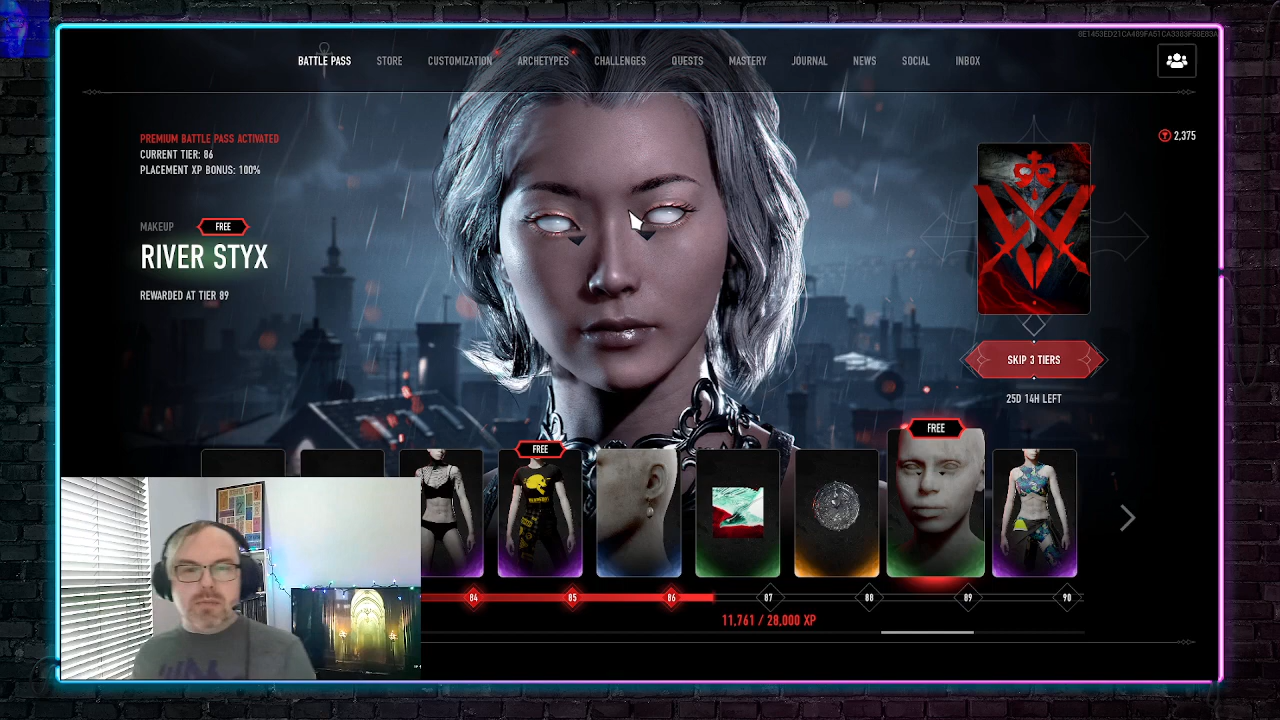 8E1453ED21CA489FA51CA3383F58E83A
BATTLE PASS STORE CUSTOMIZATION ARCHETYPES CHALLENGES QUESTS MASTERY JOURNAL NEWS SOCIAL INBOX
PREMIUM BATTLE PASS ACTIVATED
CURRENT TIER: 86
PLACEMENT XP BONUS: 100%
2,375
MAKEUP FREE
RIVER STYX
REWARDED AT TIER 89
SKIP 3 TIERS
25D 14H LEFT
FREE
FREE
84 85 86 87 88 89 90
11,761 / 28,000 XP